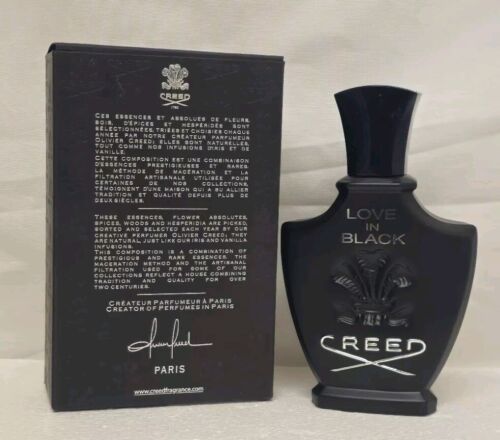 CREED
1760
CES ESSENCES ET ABSOLUES DE FLEURS,
BOIS, D'ÉPICES ET HESPÉRIDÉS SONT
SÉLECTIONNÉES, TRIÉES ET CHOISIER CHAQUE
ANNÉE PAR NOTRE CRÉATEUR PARFUMEUR
OLIVIER CREED; ELLES SONT NATURELLES,
TOUT COMME NOS INFUSIONS D'IRIS ET DE
VANILLE.
CETTE COMPOSITION EST UNE COMBINAISON
D'ESSENCES PRESTIGIEUSES ET RARES.
LA MÉTHODE DE MACÉRATION ET LA
FILTRATION ARTISANALE UTILISÉE POUR
CERTAINES DE NOS COLLECTIONS,
TÉMOIGNENT D'UNE MAISON QUI A SU ALLIER
TRADITION ET QUALITÉ DEPUIS PLUS DE
DEUX SIÈCLES.
THESE ESSENCES, FLOWER ABSOLUTES,
SPICES, WOODS AND HESPERIDIA ARE PICKED,
SORTED AND SELECTED EACH YEAR BY OUR
CREATIVE PERFUMER OLIVIER CREED; THEY
ARE NATURAL JUST LIKE OUR IRIS AND VANILLA
INFUSIONS.
THIS COMPOSITION IS A COMBINATION OF
PRESTIGIOUS AND RARE ESSENCES. THE
MACERATION METHOD AND THE ARTISANAL
FILTRATION USED FOR SOME OF OUR
COLLECTIONS REFLECT A HOUSE COMBINING
TRADITION AND QUALITY FOR OVER
TWO CENTURIES.
CRÉATEUR PARFUMEUR À PARIS
CREATOR OF PERFUMES IN PARIS
PARIS
www.creedfragrance.com
LOVE
IN
BLACK
CREED